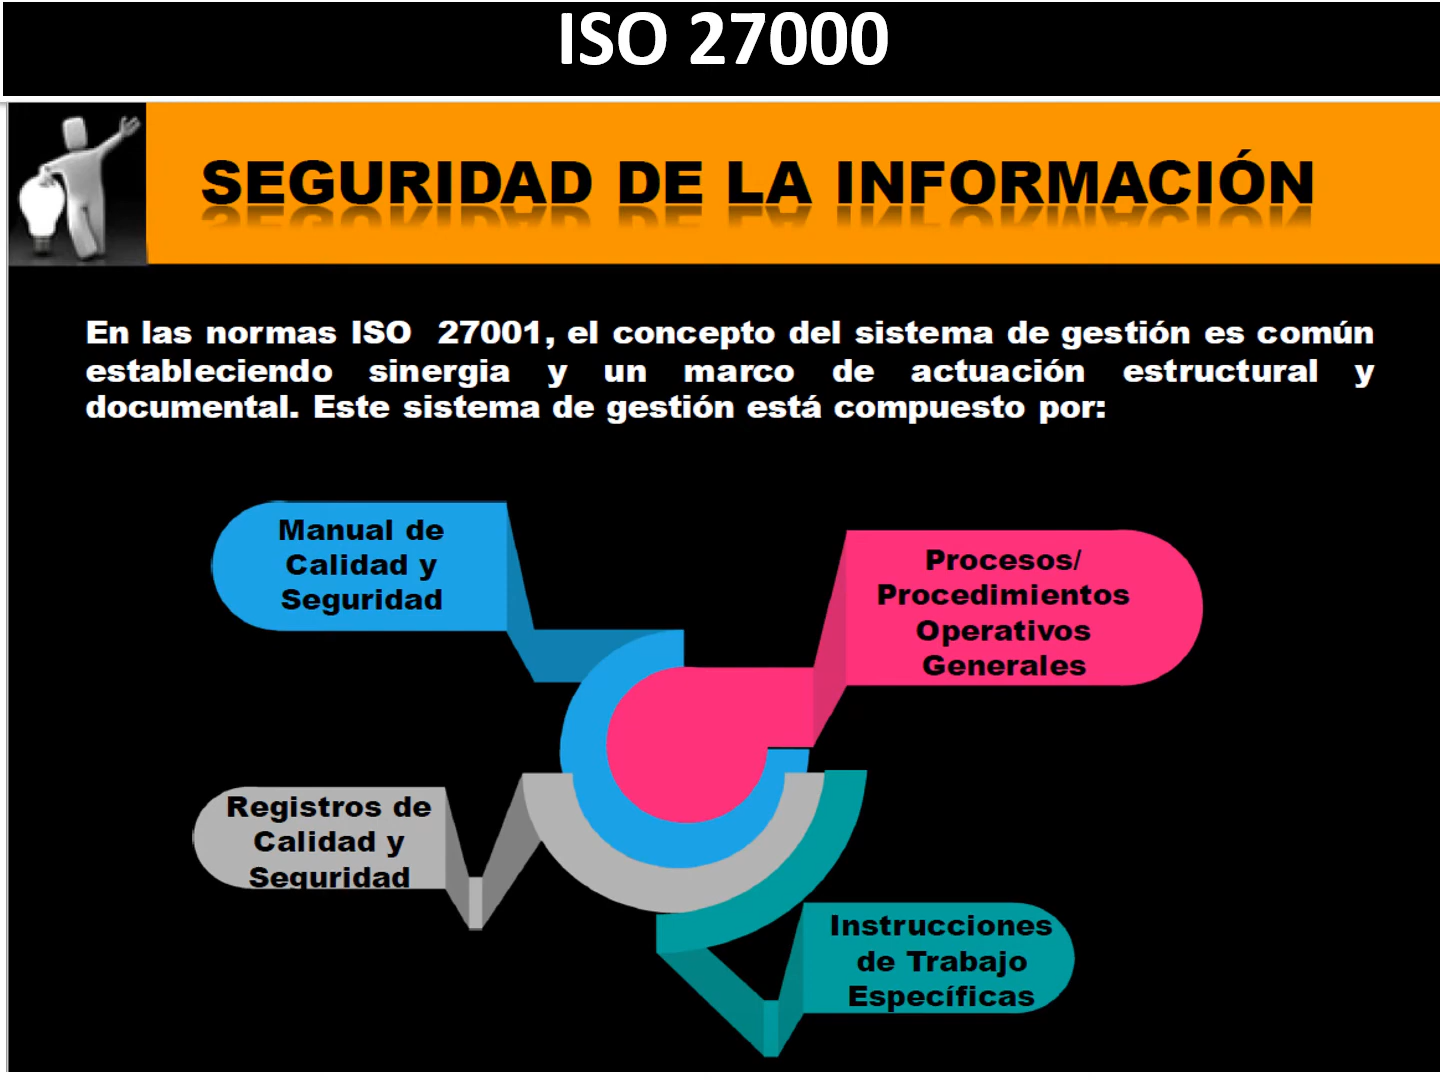 ISO 27000
SEGURIDAD DE LA INFORMACIÓN
En las normas ISO 27001, el concepto del sistema de gestión es común
estableciendo sinergia y un marco de actuación estructural y
documental. Este sistema de gestión está compuesto por:
Manual de
Calidad y
Seguridad
Procesos/
Procedimientos
Operativos
Generales
Registros de
Calidad y
Seguridad
Instrucciones
de Trabajo
Específicas